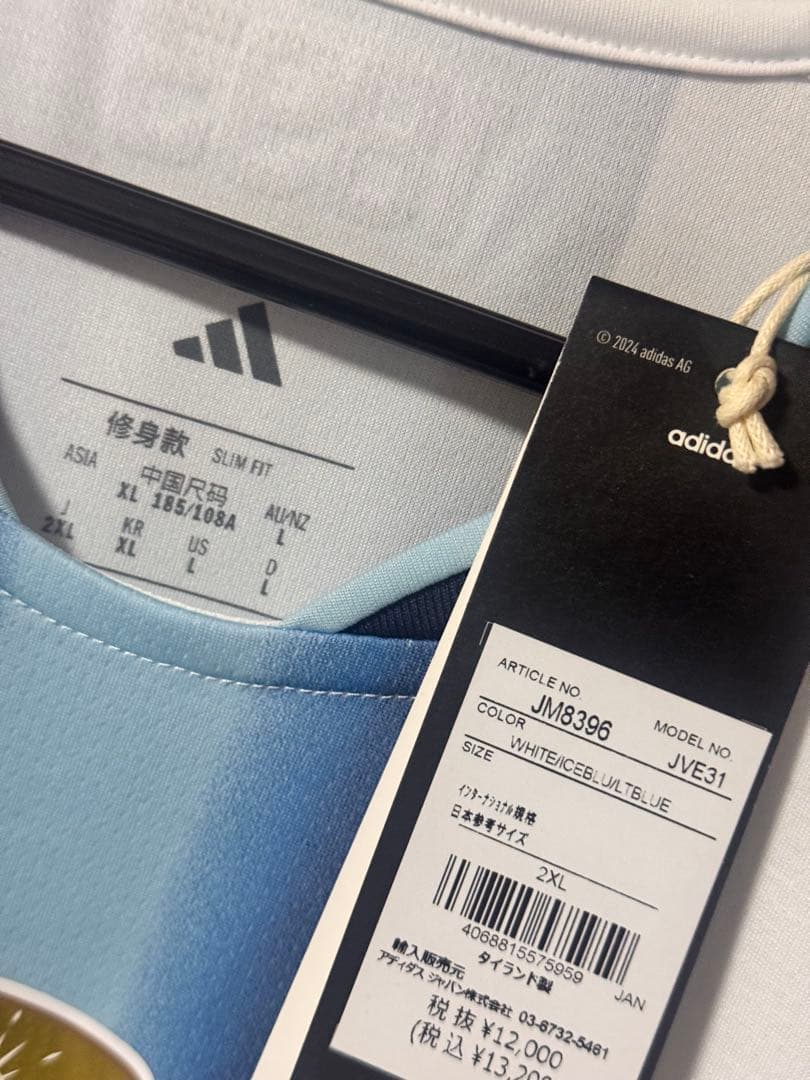 修身款 SLIM FIT
ASIA
XL
中国尺码
185/108A
AU/NZ
L
J
2XL
KR
XL
US
L
D
L
© 2024 adidas AG
ARTICLE NO.
JM8396
MODEL NO.
JVE31
COLOR
WHITE/ICEBLU/LTBLUE
SIZE
インターナショナル規格
日本参考サイズ
2XL
4068815575959
JAN
タイランド製
輸入販売元
アディダス ジャパン株式会社 03-6732-5461
税 抜 ¥12,000
(税 込 ¥13,200